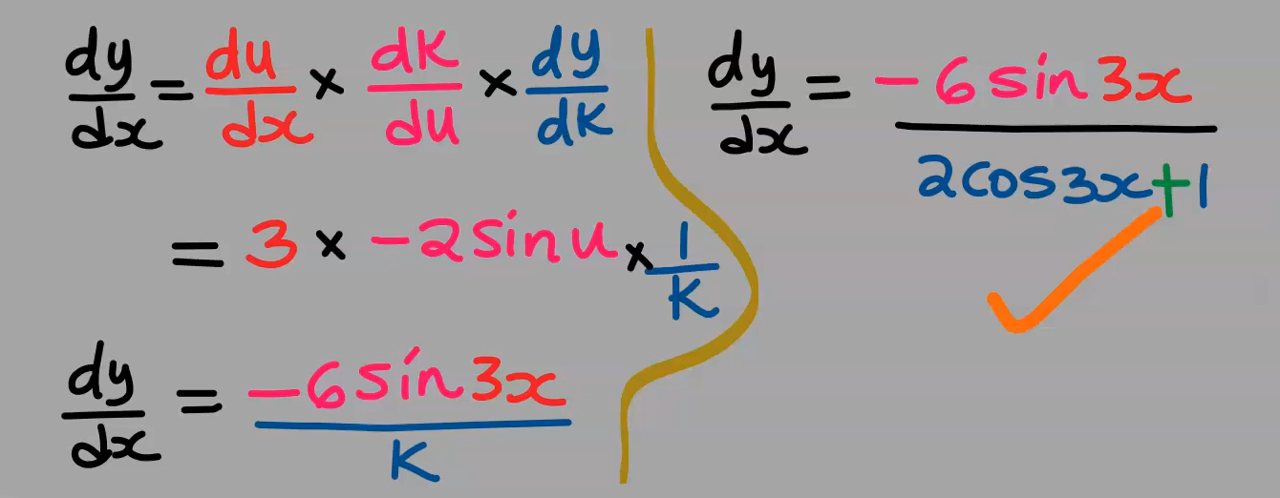 dy/dx = du/dx × dk/du × dy/dk
= 3 × -2sinu × 1/k
dy/dx = -6sin3x/k
dy/dx = -6sin3x/2cos3x+1